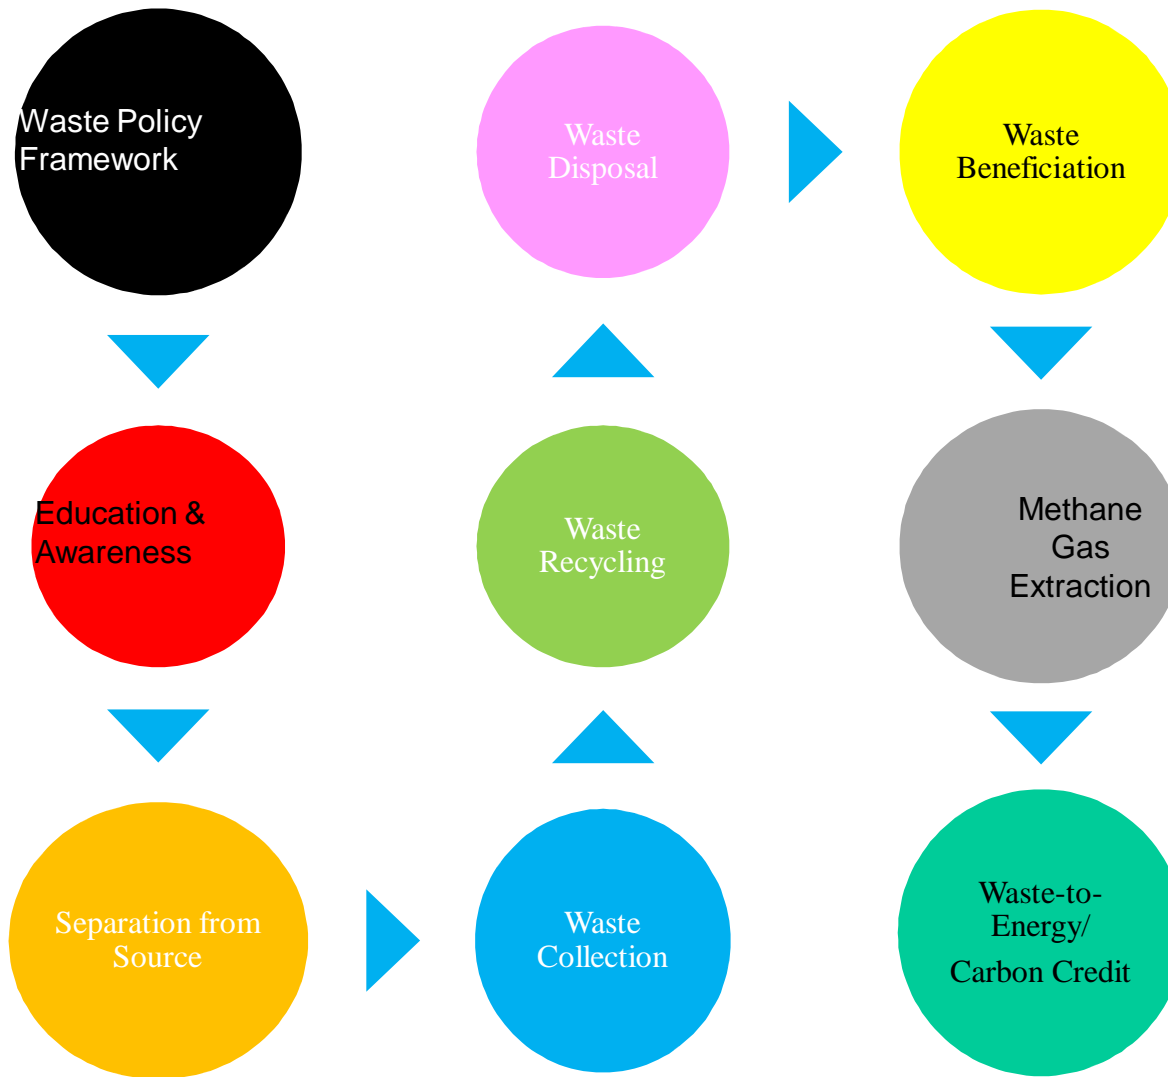 Waste Policy
Framework
Education &
Awareness
Separation from
Source
Waste
Collection
Waste
Recycling
Waste
Disposal
Waste
Beneficiation
Methane
Gas
Extraction
Waste-to-
Energy/
Carbon Credit